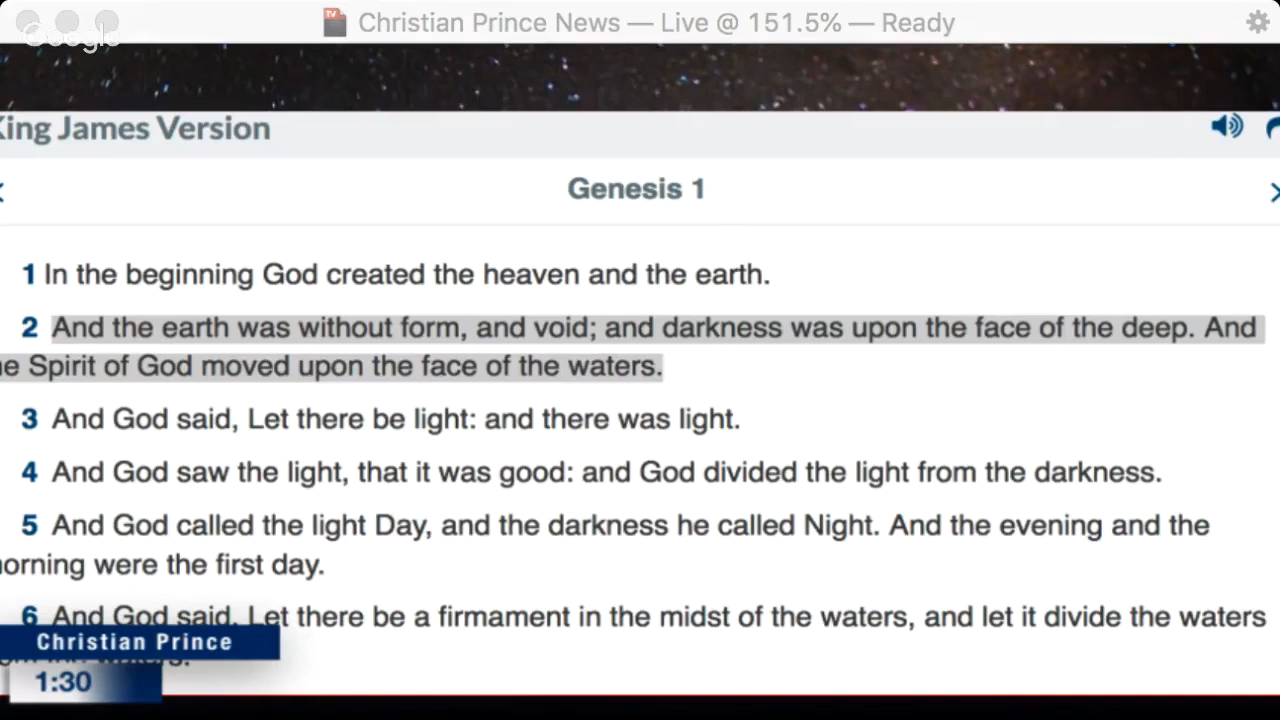 Google
TV
Christian Prince News — Live @ 151.5% — Ready
King James Version
Genesis 1
1 In the beginning God created the heaven and the earth.
2 And the earth was without form, and void; and darkness was upon the face of the deep. And
he Spirit of God moved upon the face of the waters.
3 And God said, Let there be light: and there was light.
4 And God saw the light, that it was good: and God divided the light from the darkness.
5 And God called the light Day, and the darkness he called Night. And the evening and the
morning were the first day.
6 And God said, Let there be a firmament in the midst of the waters, and let it divide the waters
waters.
Christian Prince
1:30